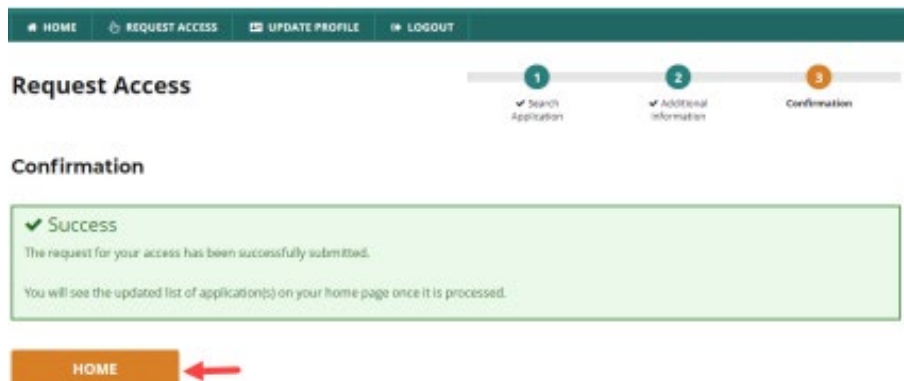 HOME REQUEST ACCESS UPDATE PROFILE LOGOUT
Request Access
1 2 3
Search Application
Additional Information
Confirmation
Confirmation
Success
The request for your access has been successfully submitted.
You will see the updated list of application(s) on your home page once it is processed.
HOME